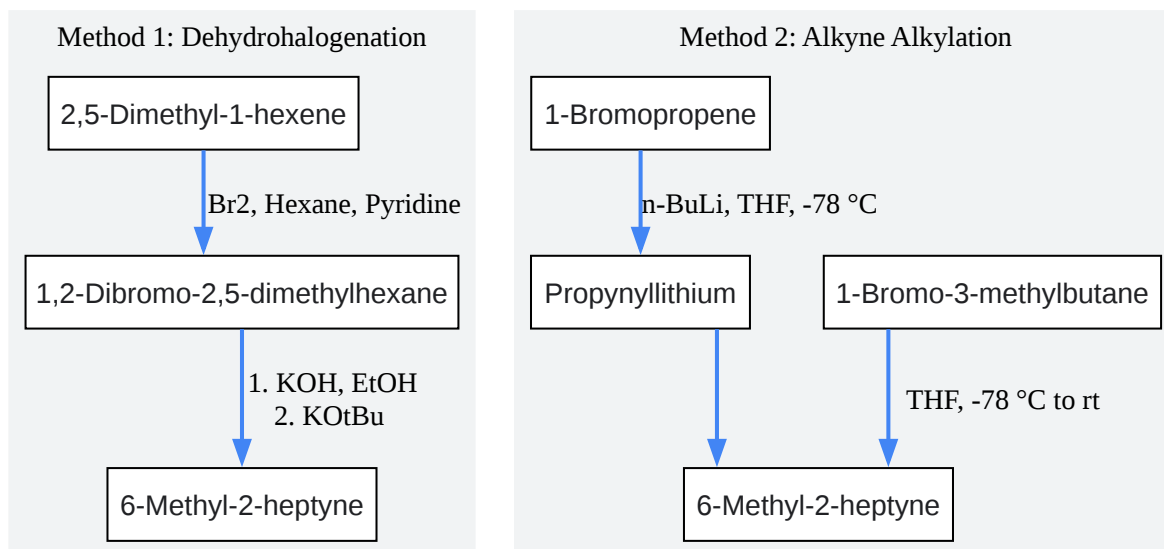 Method 1: Dehydrohalogenation
2,5-Dimethyl-1-hexene
Br2, Hexane, Pyridine
1,2-Dibromo-2,5-dimethylhexane
1. KOH, EtOH
2. KOtBu
6-Methyl-2-heptyne
Method 2: Alkyne Alkylation
1-Bromopropene
n-BuLi, THF, -78 °C
Propynyllithium
1-Bromo-3-methylbutane
THF, -78 °C to rt
6-Methyl-2-heptyne